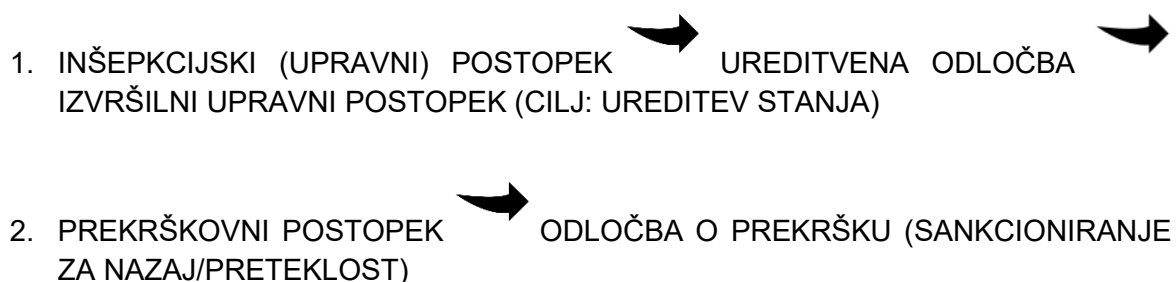 1. INŠEPKCIJSKI (UPRAVNI) POSTOPEK UREDITVENA ODLOČBA
IZVRŠILNI UPRAVNI POSTOPEK (CILJ: UREDITEV STANJA)
2. PREKRŠKOVNI POSTOPEK ODLOČBA O PREKRŠKU (SANKCIONIRANJE
ZA NAZAJ/PRETEKLOST)